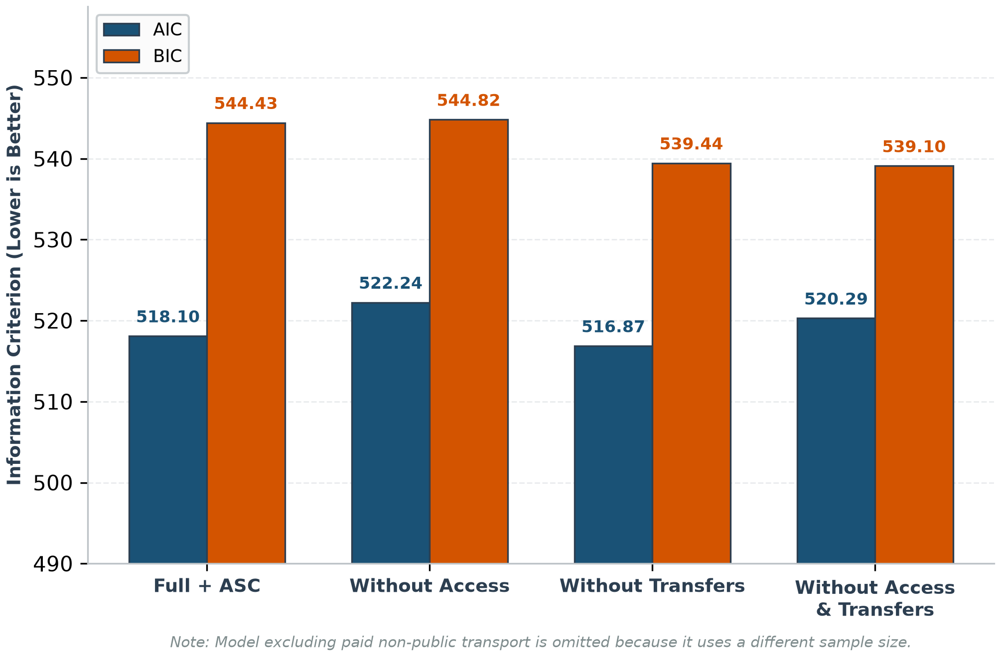 AIC
BIC
Information Criterion (Lower is Better)
550
540
530
520
510
500
490
518.10
544.43
522.24
544.82
516.87
539.44
520.29
539.10
Full + ASC
Without Access
Without Transfers
Without Access
& Transfers
Note: Model excluding paid non-public transport is omitted because it uses a different sample size.